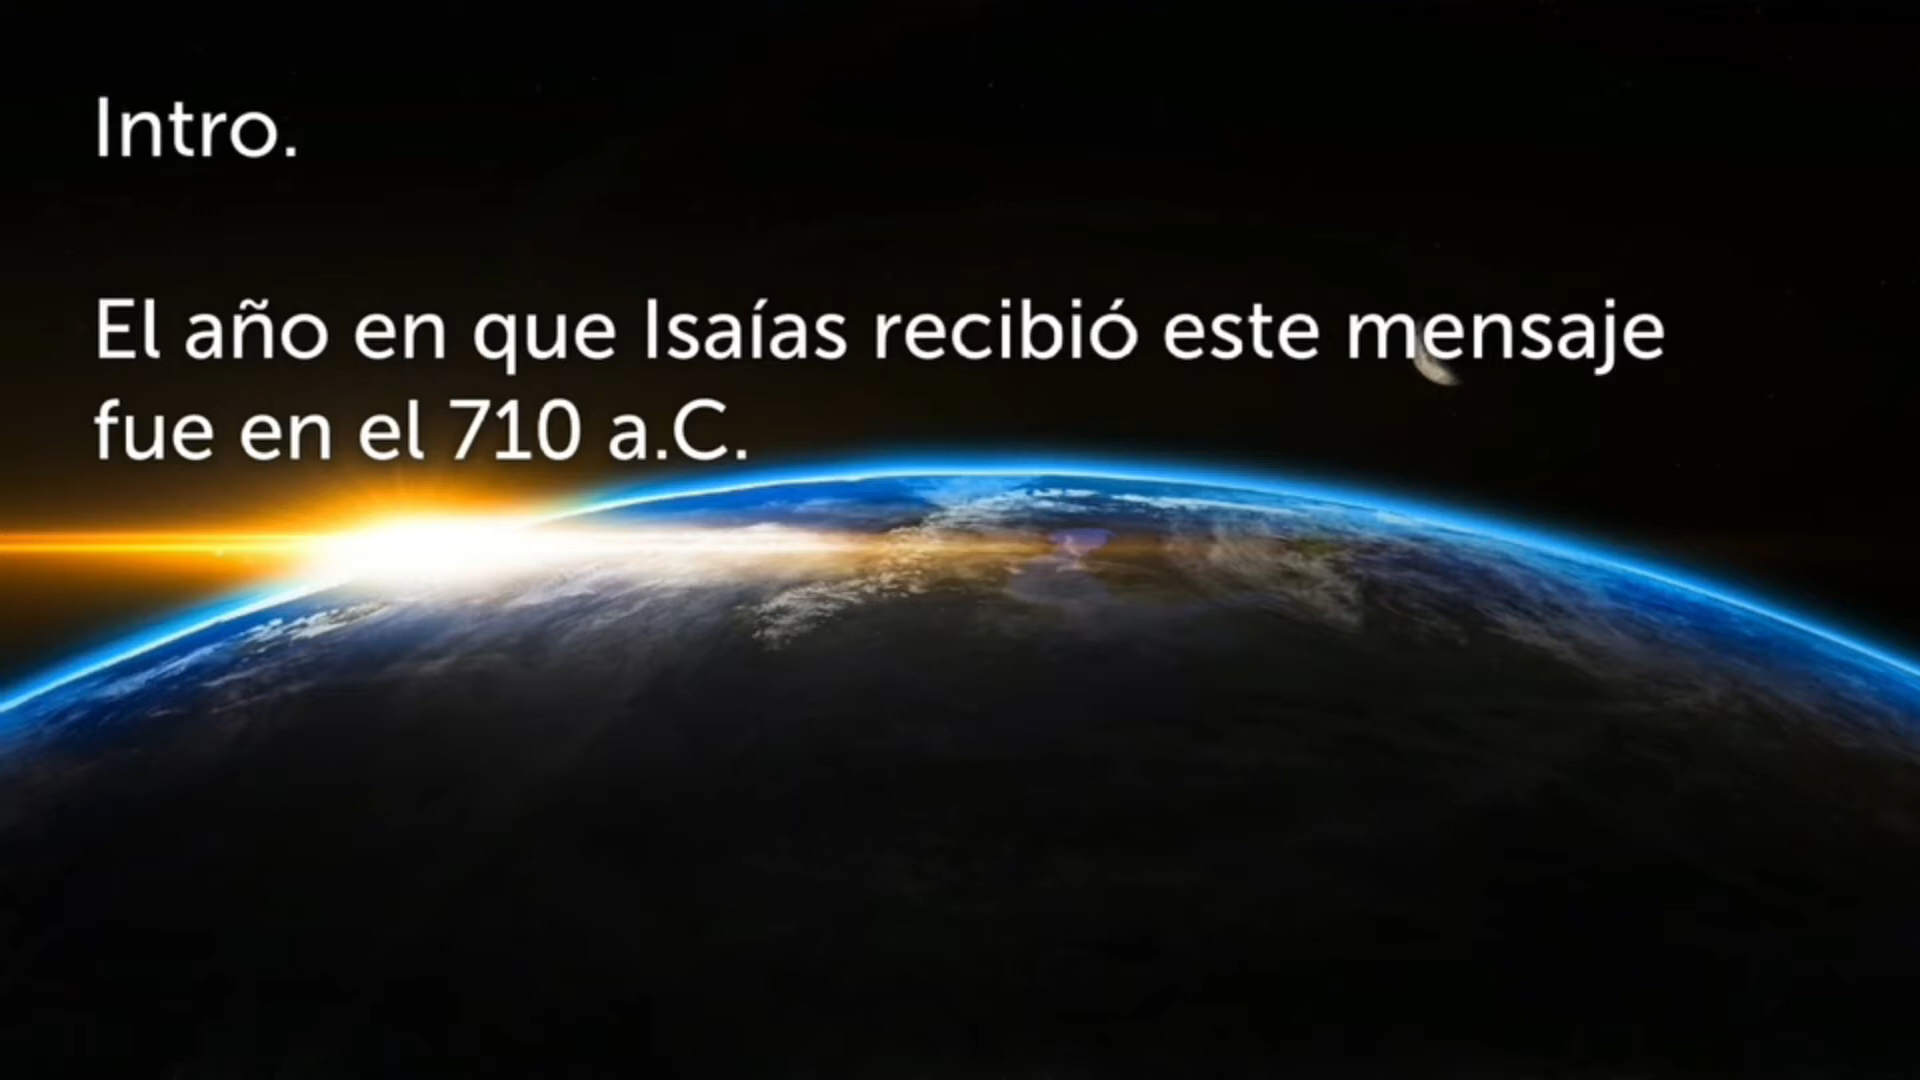 Intro.
El año en que Isaías recibió este mensaje
fue en el 710 a.C.